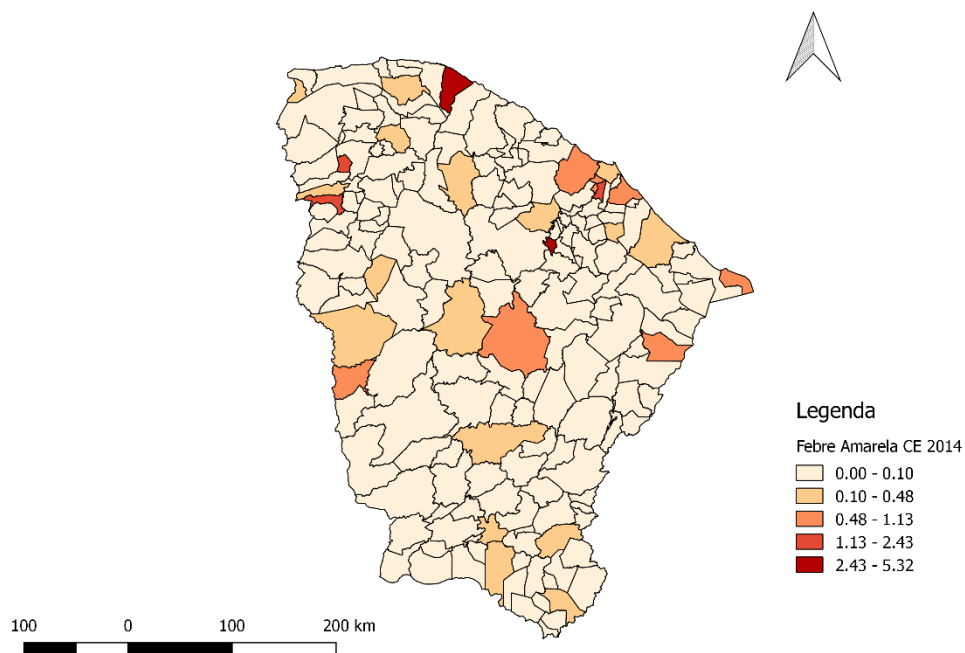 Legenda
Febre Amarela CE 2014
0.00 - 0.10
0.10 - 0.48
0.48 - 1.13
1.13 - 2.43
2.43 - 5.32
100 0 100 200 km